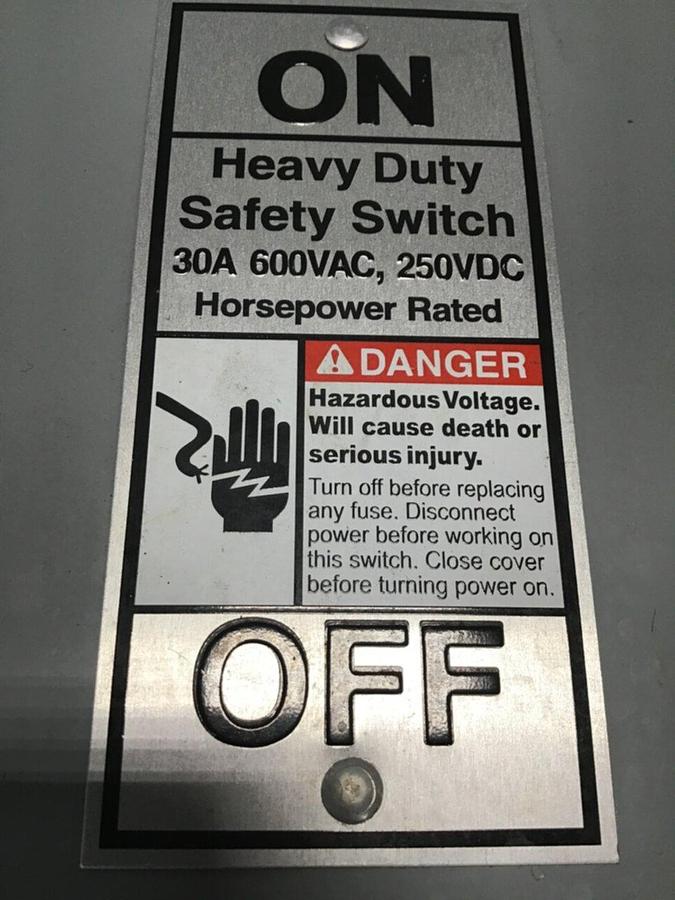 ON
Heavy Duty
Safety Switch
30A 600VAC, 250VDC
Horsepower Rated
DANGER
Hazardous Voltage.
Will cause death or
serious injury.
Turn off before replacing
any fuse. Disconnect
power before working on
this switch. Close cover
before turning power on.
OFF